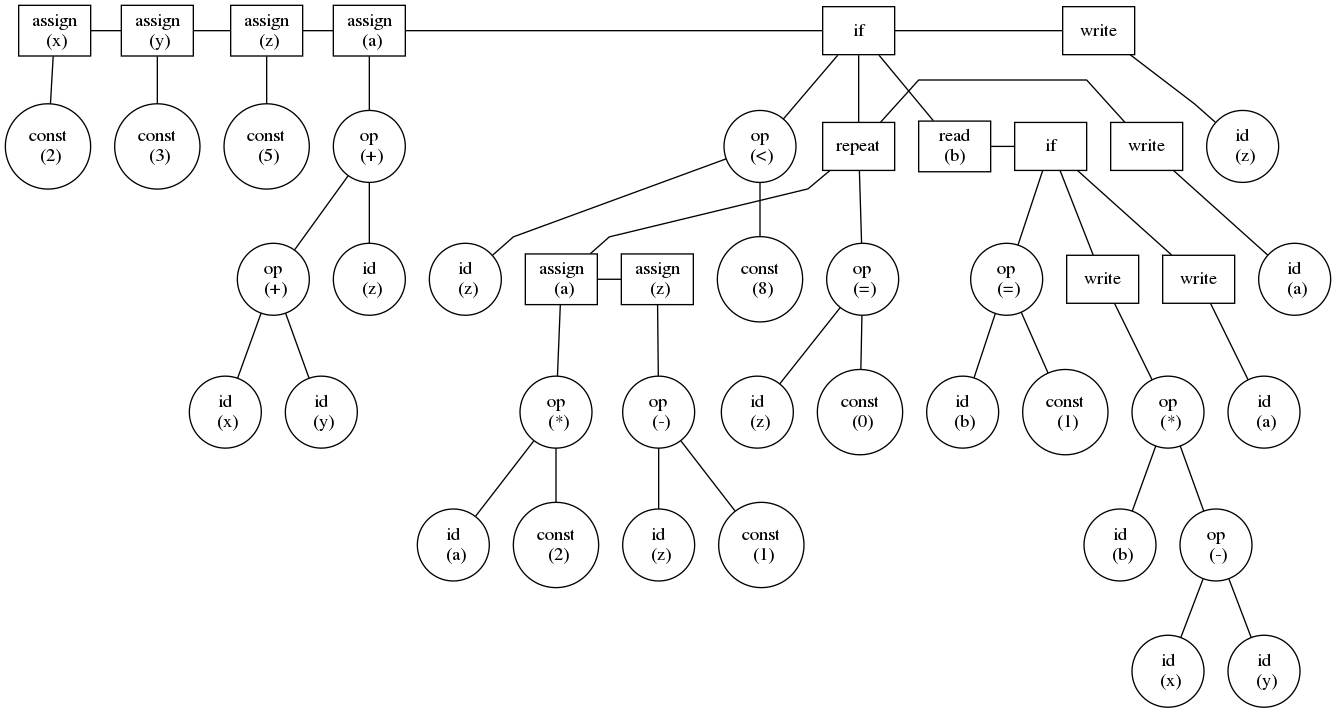 assign
(x)
assign
(y)
assign
(z)
assign
(a)
if
write
const
(2)
const
(3)
const
(5)
op
(+)
op
(<)
repeat
read
(b)
if
write
id
(z)
op
(+)
id
(z)
id
(z)
assign
(a)
assign
(z)
const
(8)
op
(=)
op
(=)
write
write
id
(a)
id
(x)
id
(y)
op
(*)
op
(-)
id
(z)
const
(0)
id
(b)
const
(1)
op
(*)
id
(a)
id
(a)
const
(2)
id
(z)
const
(1)
id
(b)
op
(-)
id
(x)
id
(y)